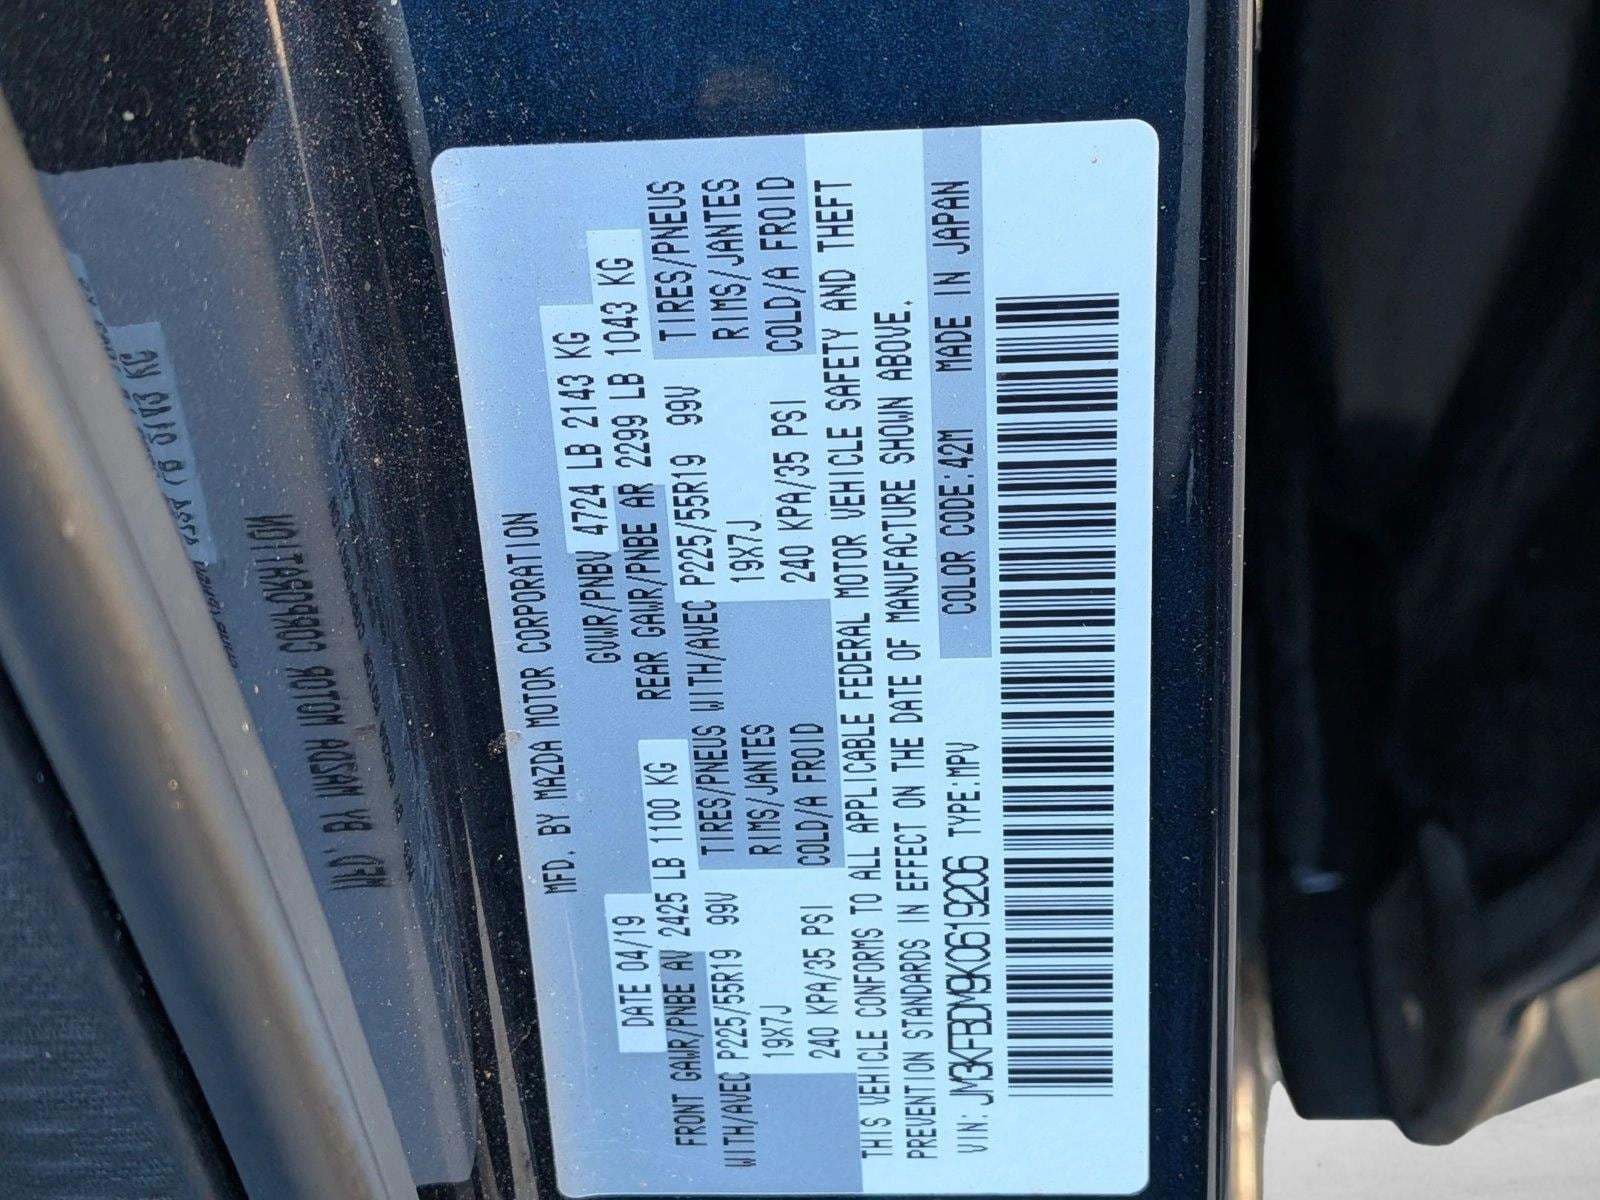 MFD. BY MAZDA MOTOR CORPORATION
DATE 04/19 GVWR/PNBV 4724 LB 2143 KG
FRONT GAWR/PNBE AV 2425 LB 1100 KG REAR GAWR/PNBE AR 2299 LB 1043 KG
WITH/AVEC P225/55R19 99V TIRES/PNEUS WITH/AVEC P225/55R19 99V TIRES/PNEUS
19X7J RIMS/JANTES 19X7J RIMS/JANTES
240 KPA/35 PSI COLD/A FROID 240 KPA/35 PSI COLD/A FROID
THIS VEHICLE CONFORMS TO ALL APPLICABLE FEDERAL MOTOR VEHICLE SAFETY AND THEFT
PREVENTION STANDARDS IN EFFECT ON THE DATE OF MANUFACTURE SHOWN ABOVE.
VIN: JM3KFBDM9K0619206 TYPE:MPV COLOR CODE:42M MADE IN JAPAN